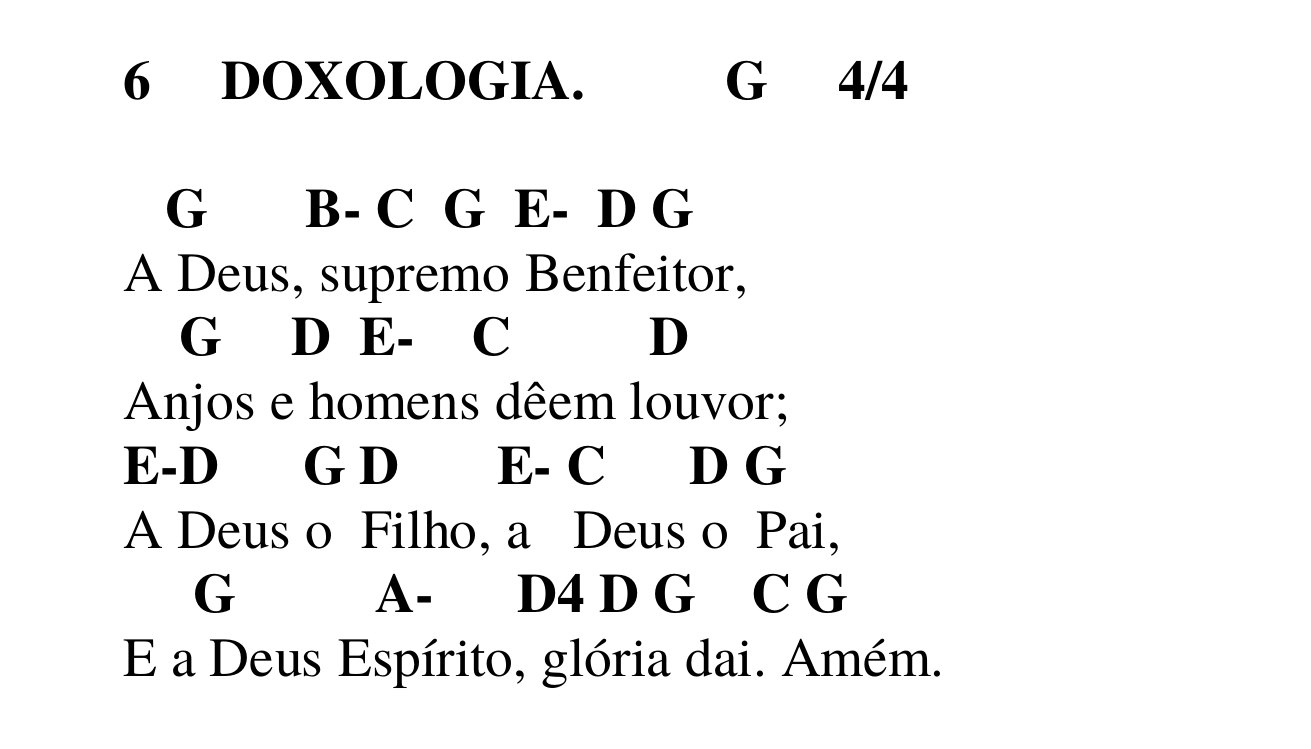 6     DOXOLOGIA.          G     4/4
   G       B- C  G  E-  D G
A Deus, supremo Benfeitor,
    G     D  E-    C          D
Anjos e homens dêem louvor;
E-D      G D       E- C      D G
A Deus o  Filho, a   Deus o  Pai,
     G          A-      D4 D G    C G
E a Deus Espírito, glória dai. Amém.